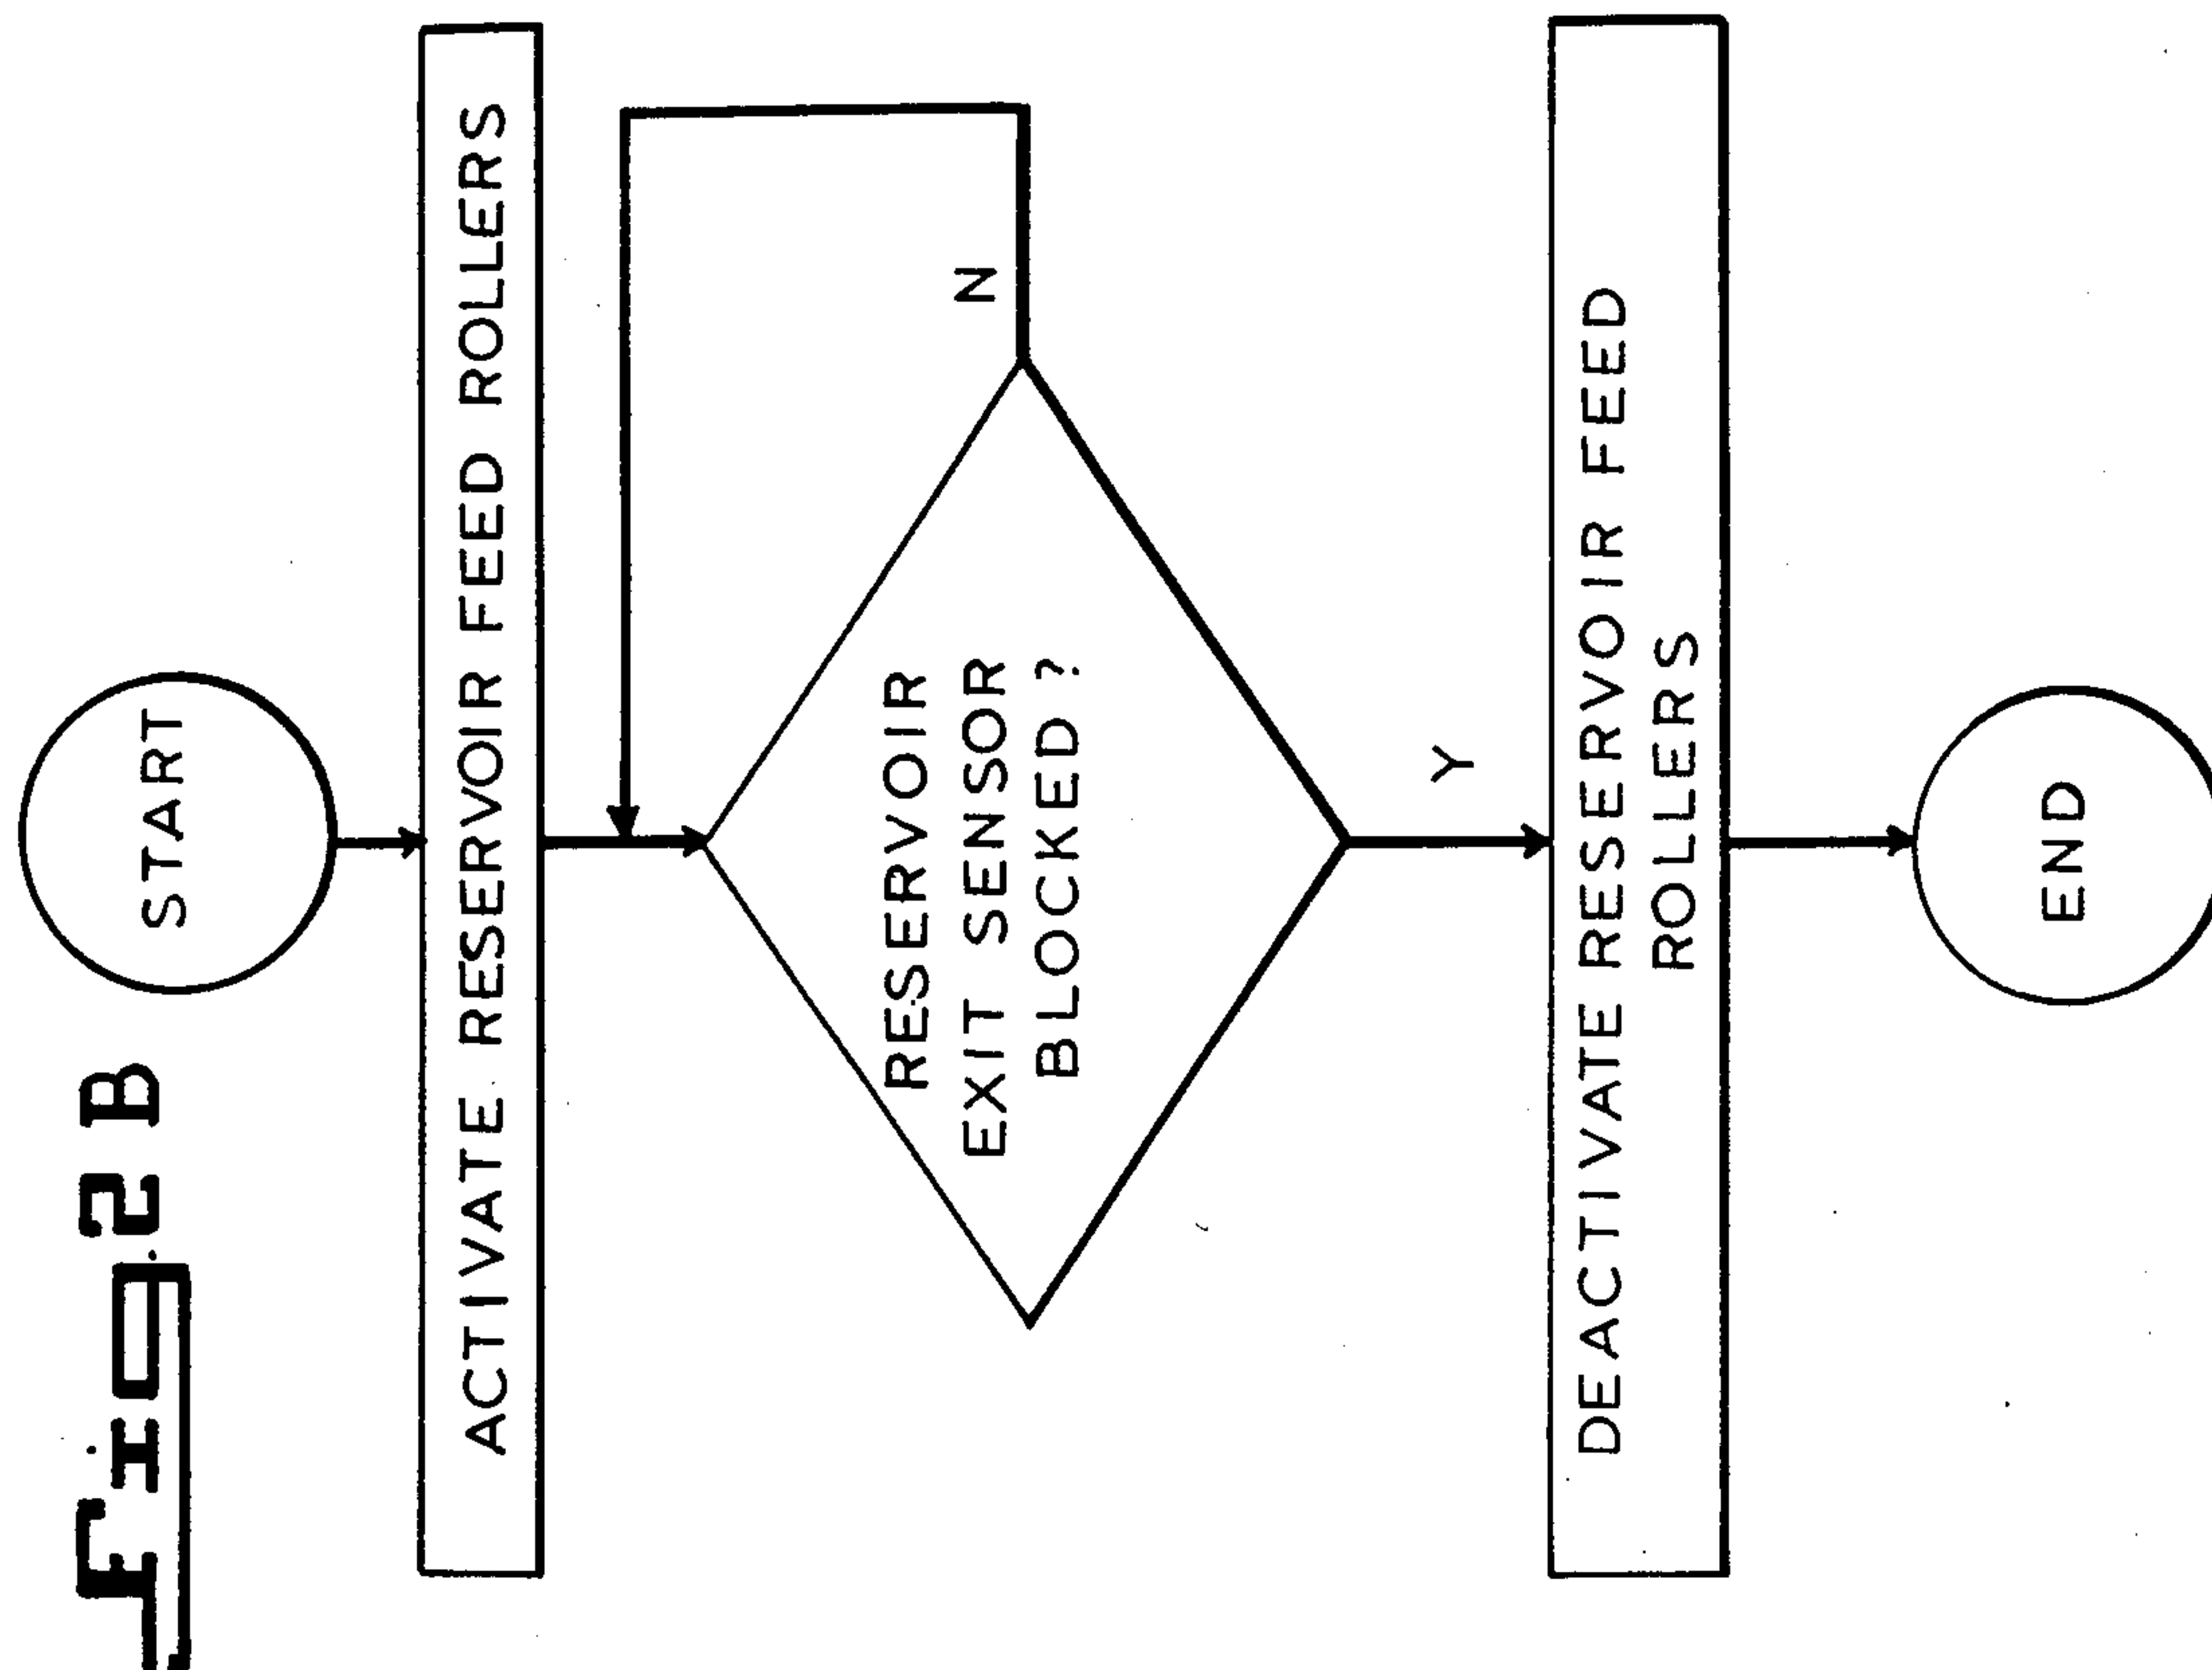 Fig. 2B
START
ACTIVATE RESERVOIR FEED ROLLERS
RESERVOIR
EXIT SENSOR
BLOCKED ?
N
Y
DEACTIVATE RESERVOIR FEED
ROLLERS
END